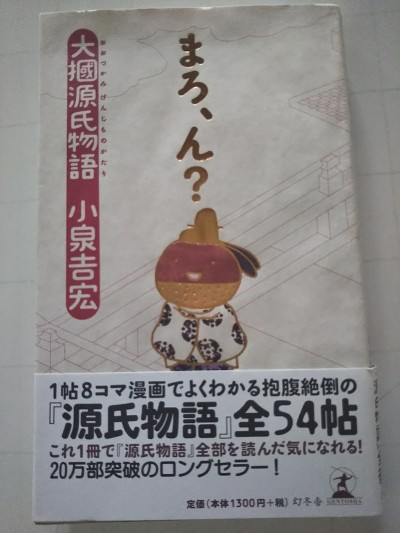 まろ、ん?
おおづかみ げんじものがたり
大摑源氏物語 小泉吉宏
1帖8コマ漫画でよくわかる抱腹絶倒の
『源氏物語』全54帖
これ1冊で『源氏物語』全部を読んだ気になれる!
20万部突破のロングセラー!
定価(本体1300円+税) 幻冬舎
GENTOSHA